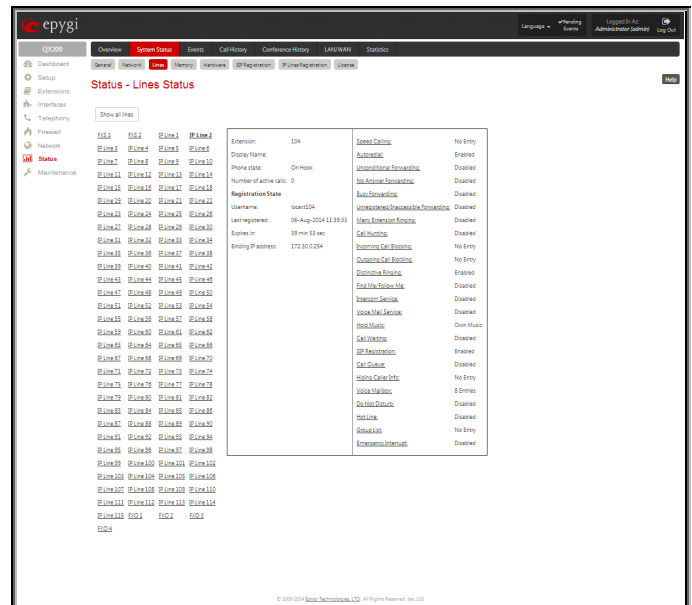 epygi
Language
Pending Events
Logged In As:
Administrator (admin)
Log Out
QX200
Overview System Status Events Call History Conference History LAN/WAN Statistics
Dashboard
Setup
Extensions
Interfaces
Telephony
Firewall
Network
Status
Maintenance
General Network Lines Memory Hardware SIP Registration IP Lines Registration License
Help
Status - Lines Status
Show all lines
FXS 1 FXS 2 IP Line 1 IP Line 2
IP Line 3 IP Line 4 IP Line 5 IP Line 6
IP Line 7 IP Line 8 IP Line 9 IP Line 10
IP Line 11 IP Line 12 IP Line 13 IP Line 14
IP Line 15 IP Line 16 IP Line 17 IP Line 18
IP Line 19 IP Line 20 IP Line 21 IP Line 22
IP Line 23 IP Line 24 IP Line 25 IP Line 26
IP Line 27 IP Line 28 IP Line 29 IP Line 30
IP Line 31 IP Line 32 IP Line 33 IP Line 34
IP Line 35 IP Line 36 IP Line 37 IP Line 38
IP Line 39 IP Line 40 IP Line 41 IP Line 42
IP Line 43 IP Line 44 IP Line 45 IP Line 46
IP Line 47 IP Line 48 IP Line 49 IP Line 50
IP Line 51 IP Line 52 IP Line 53 IP Line 54
IP Line 55 IP Line 56 IP Line 57 IP Line 58
IP Line 59 IP Line 60 IP Line 61 IP Line 62
IP Line 63 IP Line 64 IP Line 65 IP Line 66
IP Line 67 IP Line 68 IP Line 69 IP Line 70
IP Line 71 IP Line 72 IP Line 73 IP Line 74
IP Line 75 IP Line 76 IP Line 77 IP Line 78
IP Line 79 IP Line 80 IP Line 81 IP Line 82
IP Line 83 IP Line 84 IP Line 85 IP Line 86
IP Line 87 IP Line 88 IP Line 89 IP Line 90
IP Line 91 IP Line 92 IP Line 93 IP Line 94
IP Line 95 IP Line 96 IP Line 97 IP Line 98
IP Line 99 IP Line 100 IP Line 101 IP Line 102
IP Line 103 IP Line 104 IP Line 105 IP Line 106
IP Line 107 IP Line 108 IP Line 109 IP Line 110
IP Line 111 IP Line 112 IP Line 113 IP Line 114
IP Line 115 FXO 1 FXO 2 FXO 3
FXO 4
Extension: 104
Display Name:
Phone state: On Hook
Number of active calls: 0
Registration State
Username: locext104
Last registered: 06-Aug-2014 11:39:33
Expires in: 39 min 53 sec
Binding IP address: 172.30.0.254
Speed Calling: No Entry
Autoredial: Enabled
Unconditional Forwarding: Disabled
No Answer Forwarding: Disabled
Busy Forwarding: Disabled
Unregistered/Inaccessible Forwarding: Disabled
Many Extension Ringing: Disabled
Call Hunting: Disabled
Incoming Call Blocking: No Entry
Outgoing Call Blocking: No Entry
Distinctive Ringing: Enabled
Find Me/Follow Me: Disabled
Intercom Service: Disabled
Voice Mail Service: Disabled
Hold Music: Own Music
Call Waiting: Disabled
SIP Registration: Enabled
Call Queue: Disabled
Hiding Caller Info: No Entry
Voice Mailbox: 8 Entries
Do Not Disturb: Disabled
Hot Line: Disabled
Group List: No Entry
Emergency Interrupt: Disabled
© 2000-2014 Epygi Technologies, LTD. All Rights Reserved. (en_US)